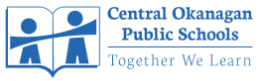 Central Okanagan
Public Schools
Together We Learn